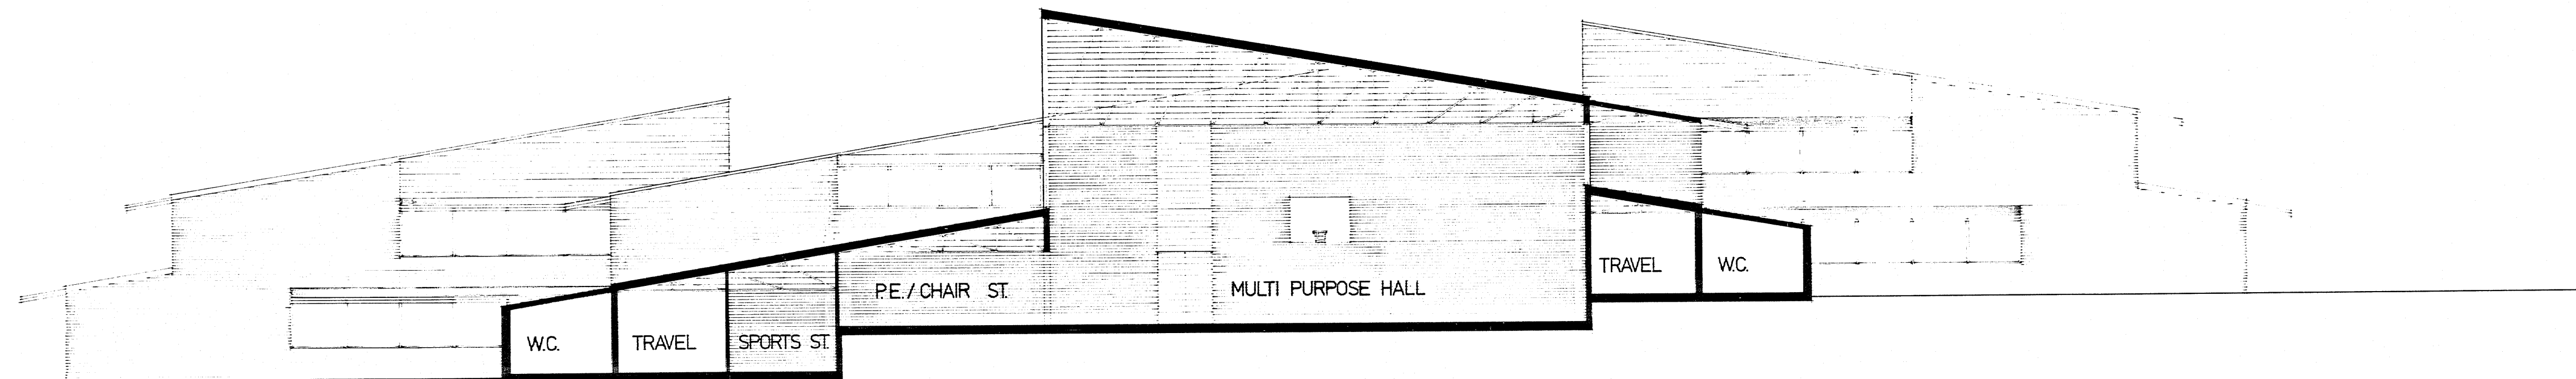 W.C.
TRAVEL
SPORTS ST.
P.E./CHAIR ST.
MULTI PURPOSE HALL
TRAVEL
W.C.